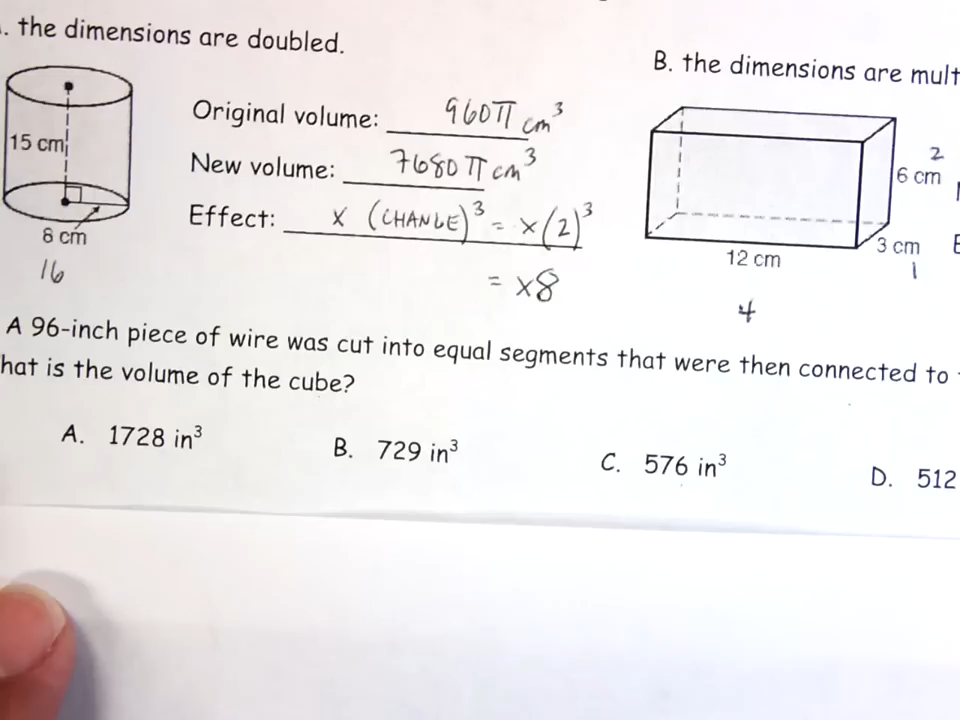 . the dimensions are doubled.
15 cm
8 cm
16
Original volume: 960π cm³
New volume: 7680π cm³
Effect: x (CHANGE)³ = x(2)³
= x8
B. the dimensions are mult
2
6 cm
3 cm
1
12 cm
4
A 96-inch piece of wire was cut into equal segments that were then connected to
hat is the volume of the cube?
A. 1728 in³
B. 729 in³
C. 576 in³
D. 512